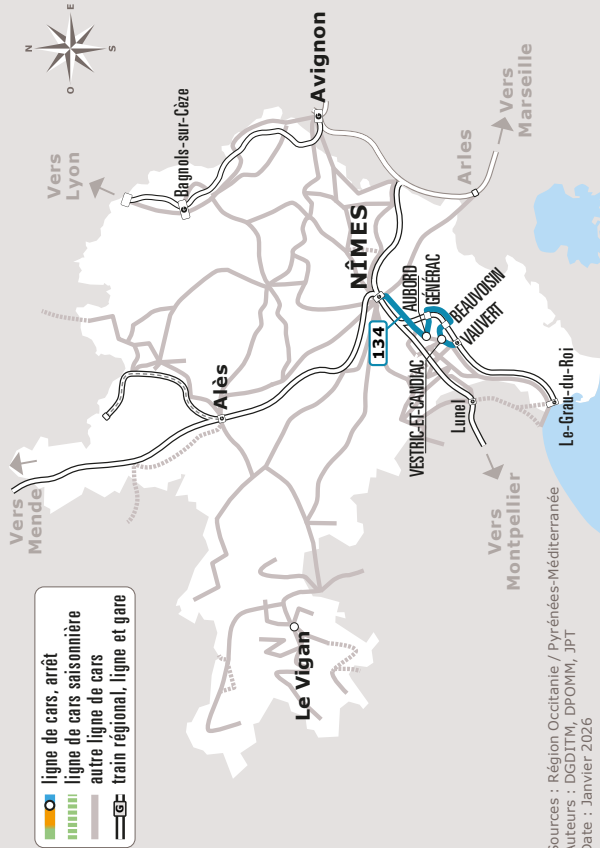 N
E
S
O
Vers
Lyon
Bagnols-sur-Cèze
Avignon
Vers
Marseille
Arles
NÎMES
AUBORD
GÉNÉRAC
BEAUVOISIN
VAUVERT
134
VESTRIC-ET-CANDIAC
Lunel
Le-Grau-du-Roi
Vers
Montpellier
Alès
Vers
Mende
Le Vigan
ligne de cars, arrêt
ligne de cars saisonnière
autre ligne de cars
G
train régional, ligne et gare
Sources : Région Occitanie / Pyrénées-Méditerranée
Auteurs : DGDITM, DPOMM, JPT
Date : Janvier 2026